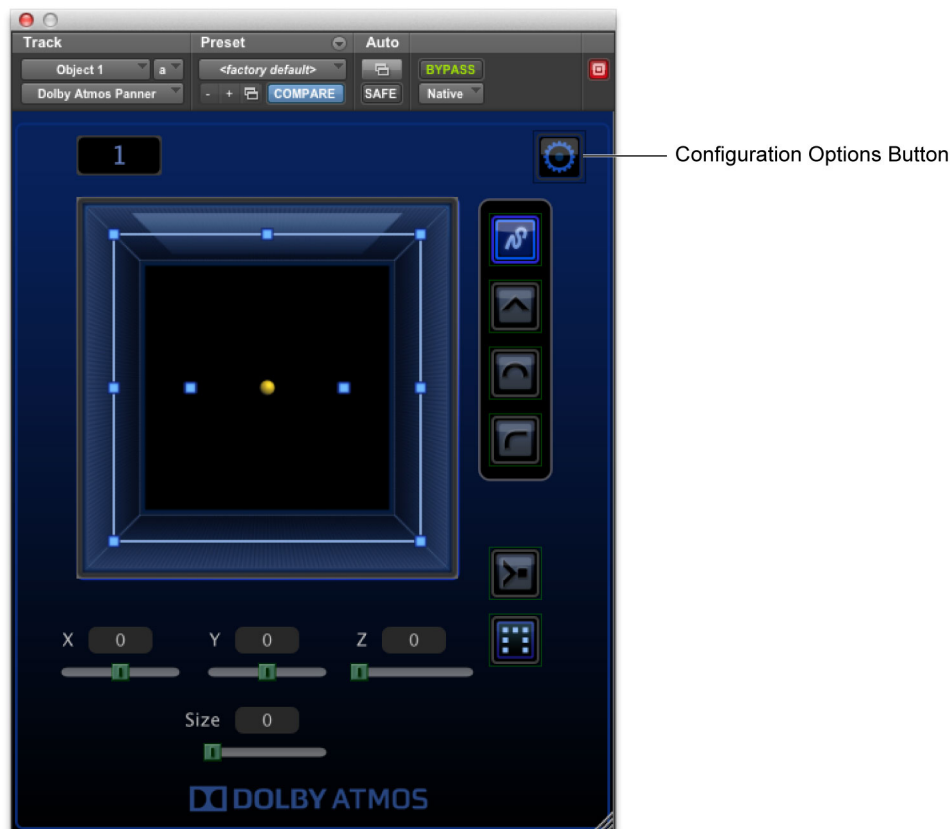 Track Preset Auto
Object 1 a <factory default> BYPASS
Dolby Atmos Panner - + COMPARE SAFE Native
1
Configuration Options Button
X 0 Y 0 Z 0
Size 0
DOLBY ATMOS